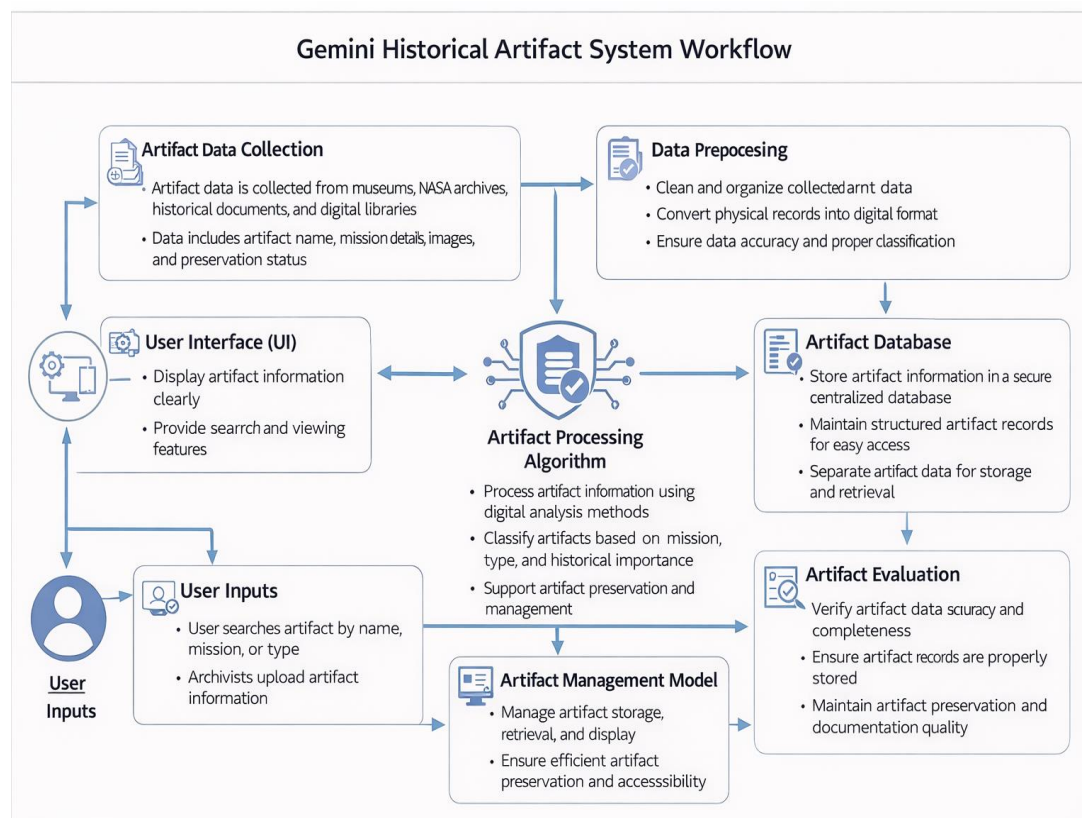 Gemini Historical Artifact System Workflow
Artifact Data Collection
• Artifact data is collected from museums, NASA archives,
historical documents, and digital libraries
• Data includes artifact name, mission details, images,
and preservation status
Data Prepocesing
• Clean and organize collectedarnt data
• Convert physical records into digital format
• Ensure data accuracy and proper classification
User Interface (UI)
• Display artifact information
clearly
• Provide search and viewing
features
Artifact Processing
Algorithm
• Process artifact information using
digital analysis methods
• Classify artifacts based on mission,
type, and historical importance
• Support artifact preservation and
management
Artifact Database
• Store artifact information in a secure
centralized database
• Maintain structured artifact records
for easy access
• Separate artifact data for storage
and retrieval
User
Inputs
User Inputs
• User searches artifact by name,
mission, or type
• Archivists upload artifact
information
Artifact Management Model
• Manage artifact storage,
retrieval, and display
• Ensure efficient artifact
preservation and accesssibility
Artifact Evaluation
Verify artifact data scuracy and
completeness
• Ensure artifact records are properly
stored
• Maintain artifact preservation and
documentation quality